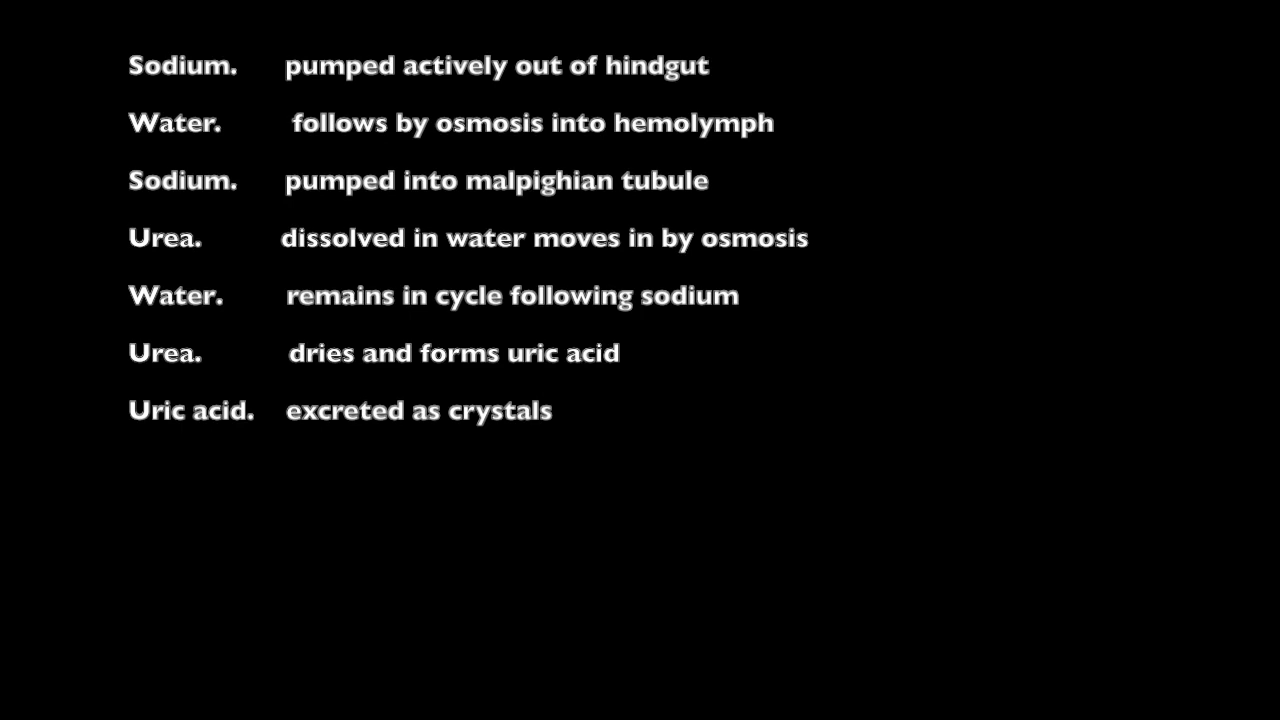 Sodium. pumped actively out of hindgut
Water. follows by osmosis into hemolymph
Sodium. pumped into malpighian tubule
Urea. dissolved in water moves in by osmosis
Water. remains in cycle following sodium
Urea. dries and forms uric acid
Uric acid. excreted as crystals